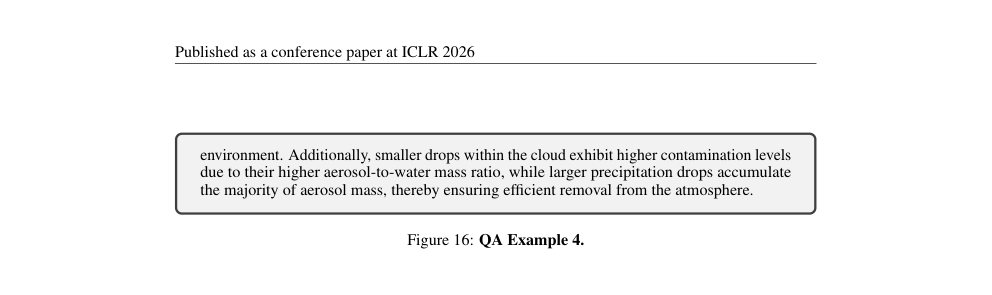 Published as a conference paper at ICLR 2026
environment. Additionally, smaller drops within the cloud exhibit higher contamination levels
due to their higher aerosol-to-water mass ratio, while larger precipitation drops accumulate
the majority of aerosol mass, thereby ensuring efficient removal from the atmosphere.
Figure 16: QA Example 4.